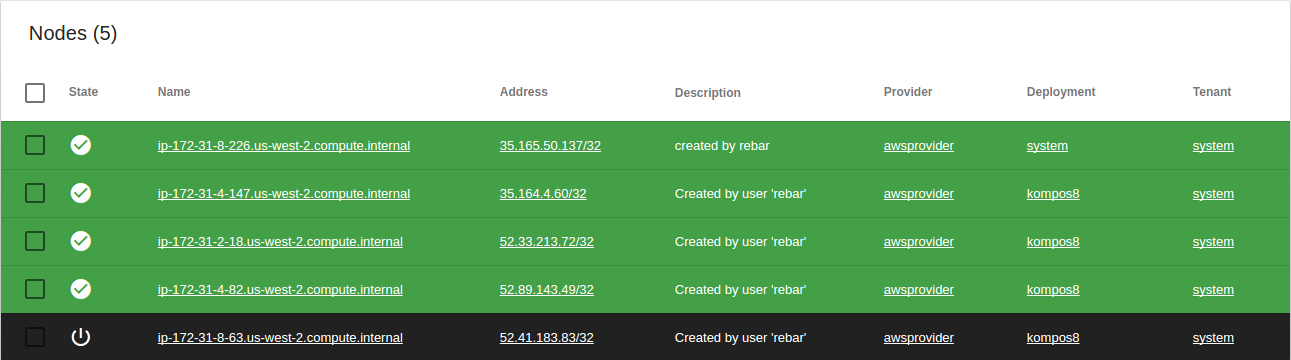 Nodes (5)
State Name Address Description Provider Deployment Tenant
ip-172-31-8-226.us-west-2.compute.internal 35.165.50.137/32 created by rebar awsprovider system system
ip-172-31-4-147.us-west-2.compute.internal 35.164.4.60/32 Created by user 'rebar' awsprovider kompos8 system
ip-172-31-2-18.us-west-2.compute.internal 52.33.213.72/32 Created by user 'rebar' awsprovider kompos8 system
ip-172-31-4-82.us-west-2.compute.internal 52.89.143.49/32 Created by user 'rebar' awsprovider kompos8 system
ip-172-31-8-63.us-west-2.compute.internal 52.41.183.83/32 Created by user 'rebar' awsprovider kompos8 system